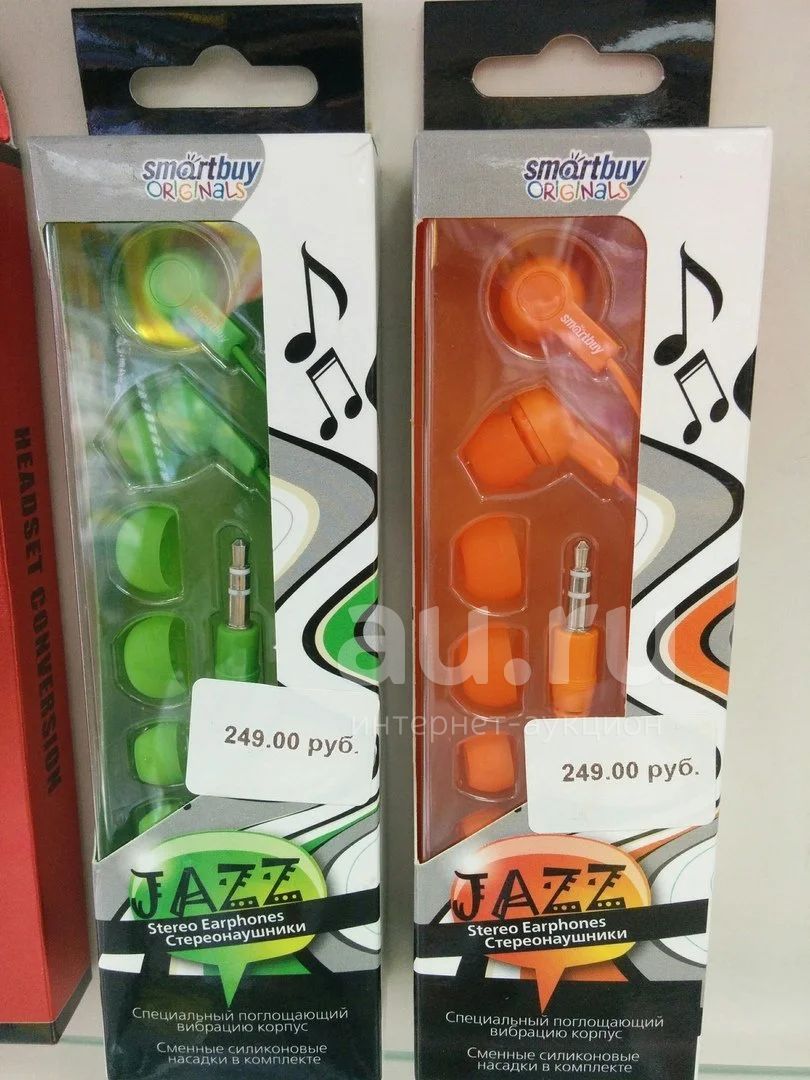 smartbuy
ORIGINALS
smartbuy
249.00 руб.
JAZZ
Stereo Earphones
Стереонаушники
Специальный поглощающий
вибрацию корпус
Сменные силиконовые
насадки в комплекте
smartbuy
ORIGINALS
smartbuy
249.00 руб.
JAZZ
Stereo Earphones
Стереонаушники
Специальный поглощающий
вибрацию корпус
Сменные силиконовые
насадки в комплекте
HEADSET CONVERSION
au.ru
интернет-аукцион